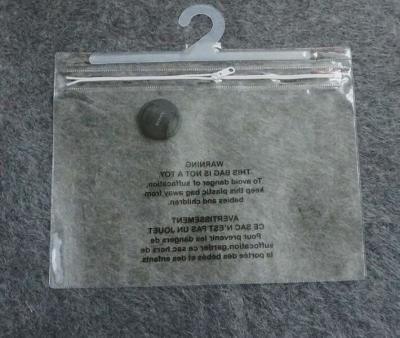 WARNING
THIS BAG IS NOT A TOY
To avoid danger of suffocation,
keep this plastic bag away from
babies and children.
AVERTISSEMENT
CE SAC N'EST PAS UN JOUET
Pour prevenir les dangers de
suffocation,garder,ce sac hors de
la portée des bébés et des enfants.